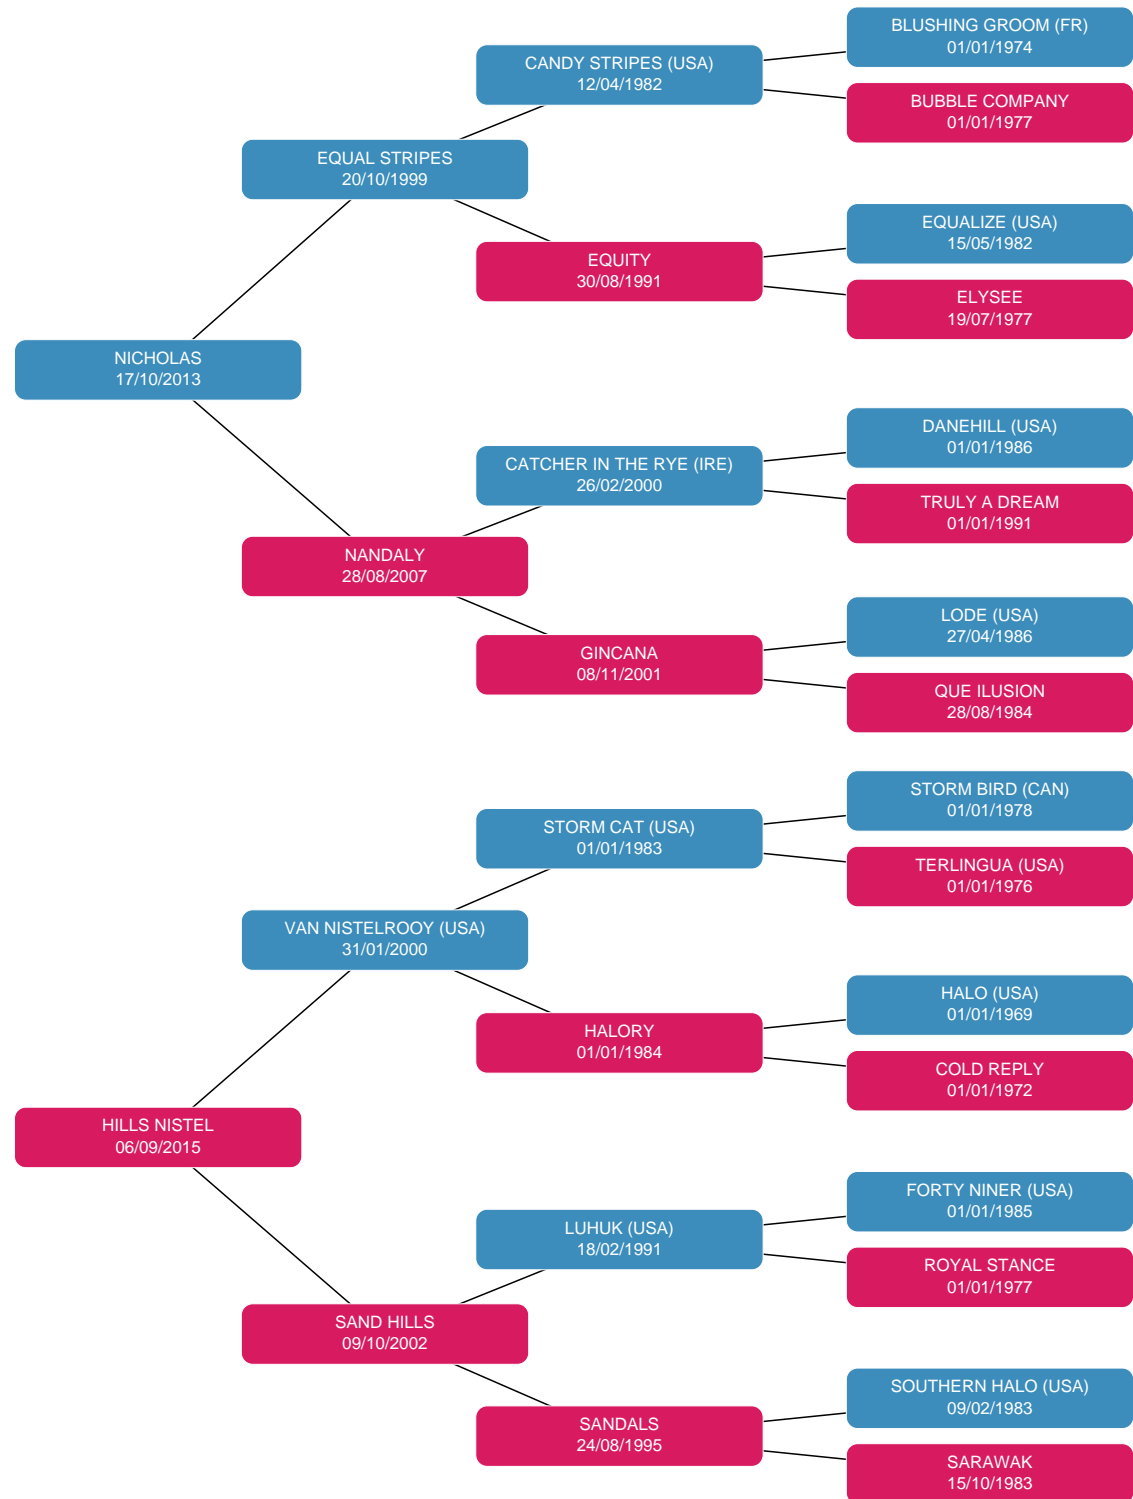 BLUSHING GROOM (FR)
01/01/1974
CANDY STRIPES (USA)
12/04/1982
BUBBLE COMPANY
01/01/1977
EQUAL STRIPES
20/10/1999
EQUALIZE (USA)
15/05/1982
EQUITY
30/08/1991
ELYSEE
19/07/1977
NICHOLAS
17/10/2013
DANEHILL (USA)
01/01/1986
CATCHER IN THE RYE (IRE)
26/02/2000
TRULY A DREAM
01/01/1991
NANDALY
28/08/2007
LODE (USA)
27/04/1986
GINCANA
08/11/2001
QUE ILUSION
28/08/1984
STORM BIRD (CAN)
01/01/1978
STORM CAT (USA)
01/01/1983
TERLINGUA (USA)
01/01/1976
VAN NISTELROOY (USA)
31/01/2000
HALO (USA)
01/01/1969
HALORY
01/01/1984
COLD REPLY
01/01/1972
HILLS NISTEL
06/09/2015
FORTY NINER (USA)
01/01/1985
LUHUK (USA)
18/02/1991
ROYAL STANCE
01/01/1977
SAND HILLS
09/10/2002
SOUTHERN HALO (USA)
09/02/1983
SANDALS
24/08/1995
SARAWAK
15/10/1983